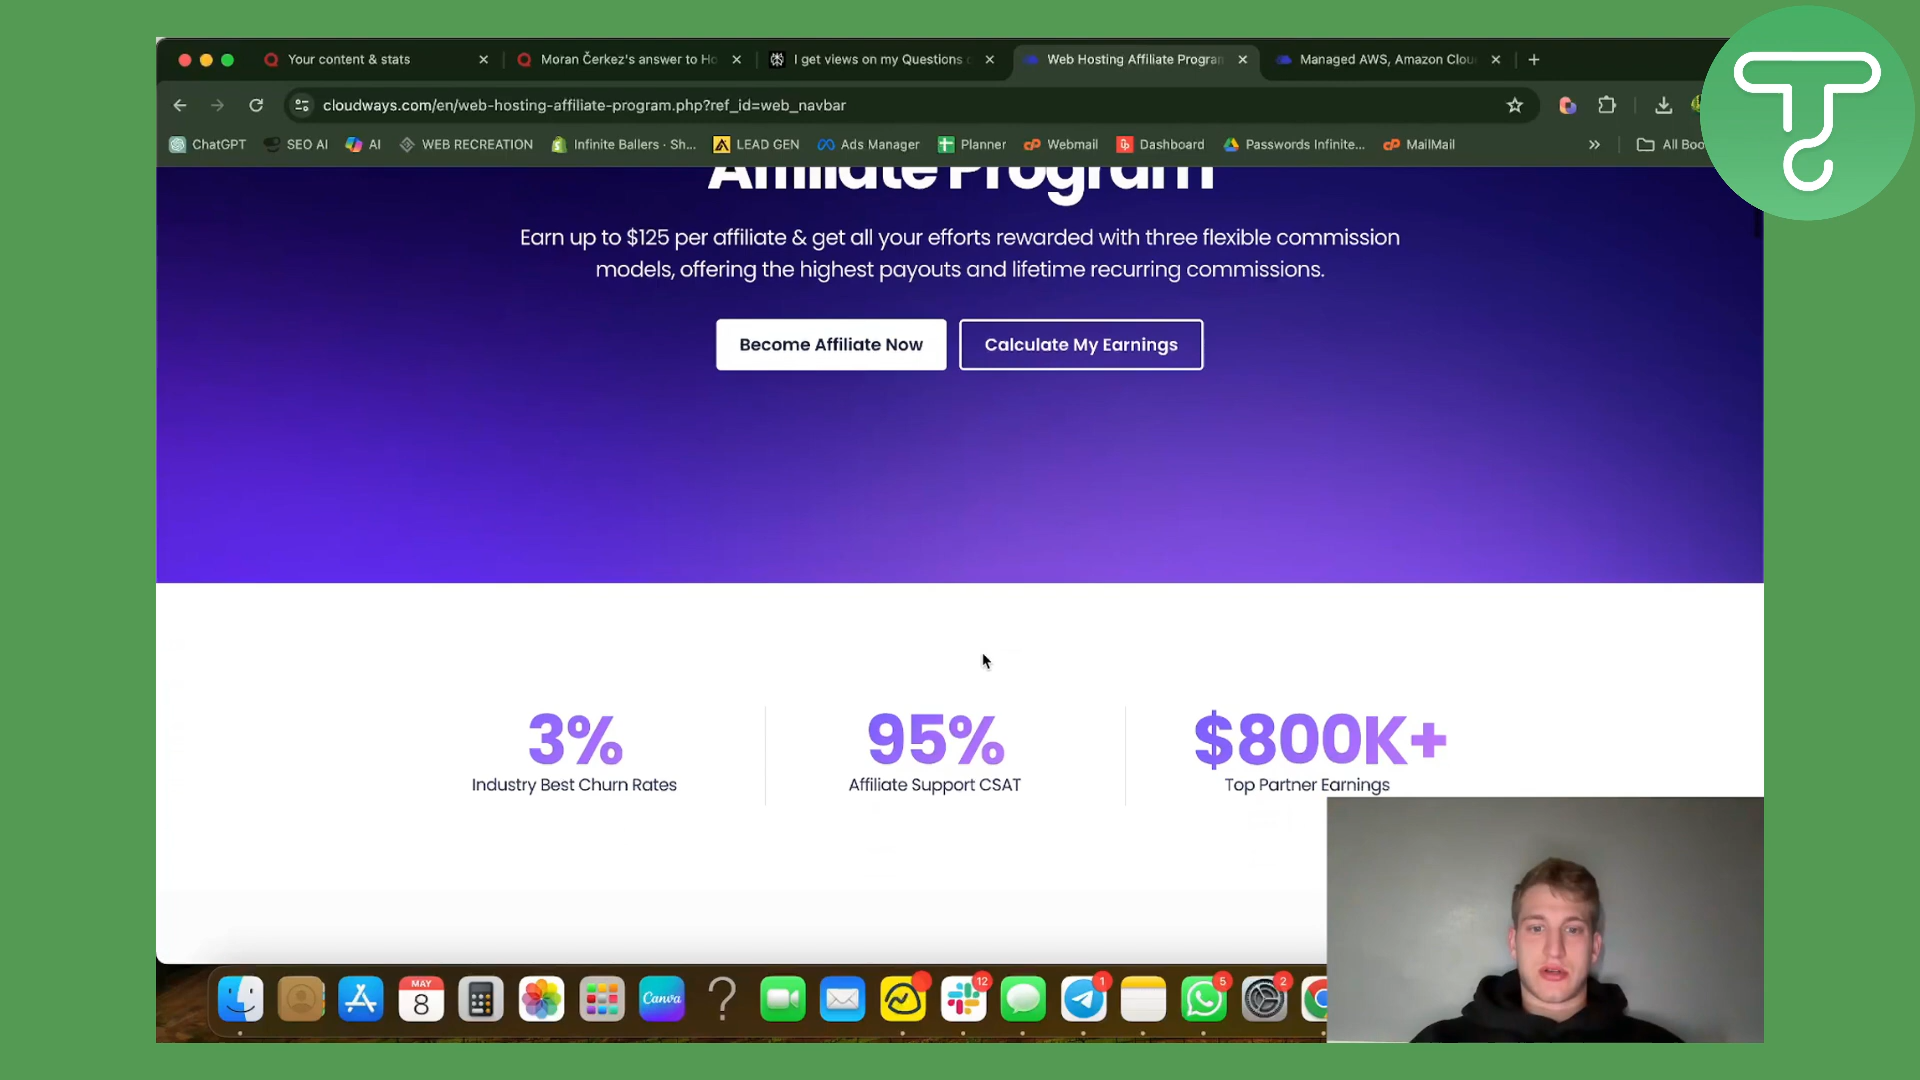 Your content & stats
Moran Čerkez's answer to Ho
I get views on my Questions
Web Hosting Affiliate Program
Managed AWS, Amazon Clou
cloudways.com/en/web-hosting-affiliate-program.php?ref_id=web_navbar
ChatGPT
SEO AI
AI
WEB RECREATION
Infinite Ballers · Sh...
LEAD GEN
Ads Manager
Planner
Webmail
Dashboard
Passwords Infinite...
MailMail
All Boo
Affiliate Program
Earn up to $125 per affiliate & get all your efforts rewarded with three flexible commission
models, offering the highest payouts and lifetime recurring commissions.
Become Affiliate Now
Calculate My Earnings
3%
Industry Best Churn Rates
95%
Affiliate Support CSAT
$800K+
Top Partner Earnings
MAY
8
Canva
?
12
1
5
2